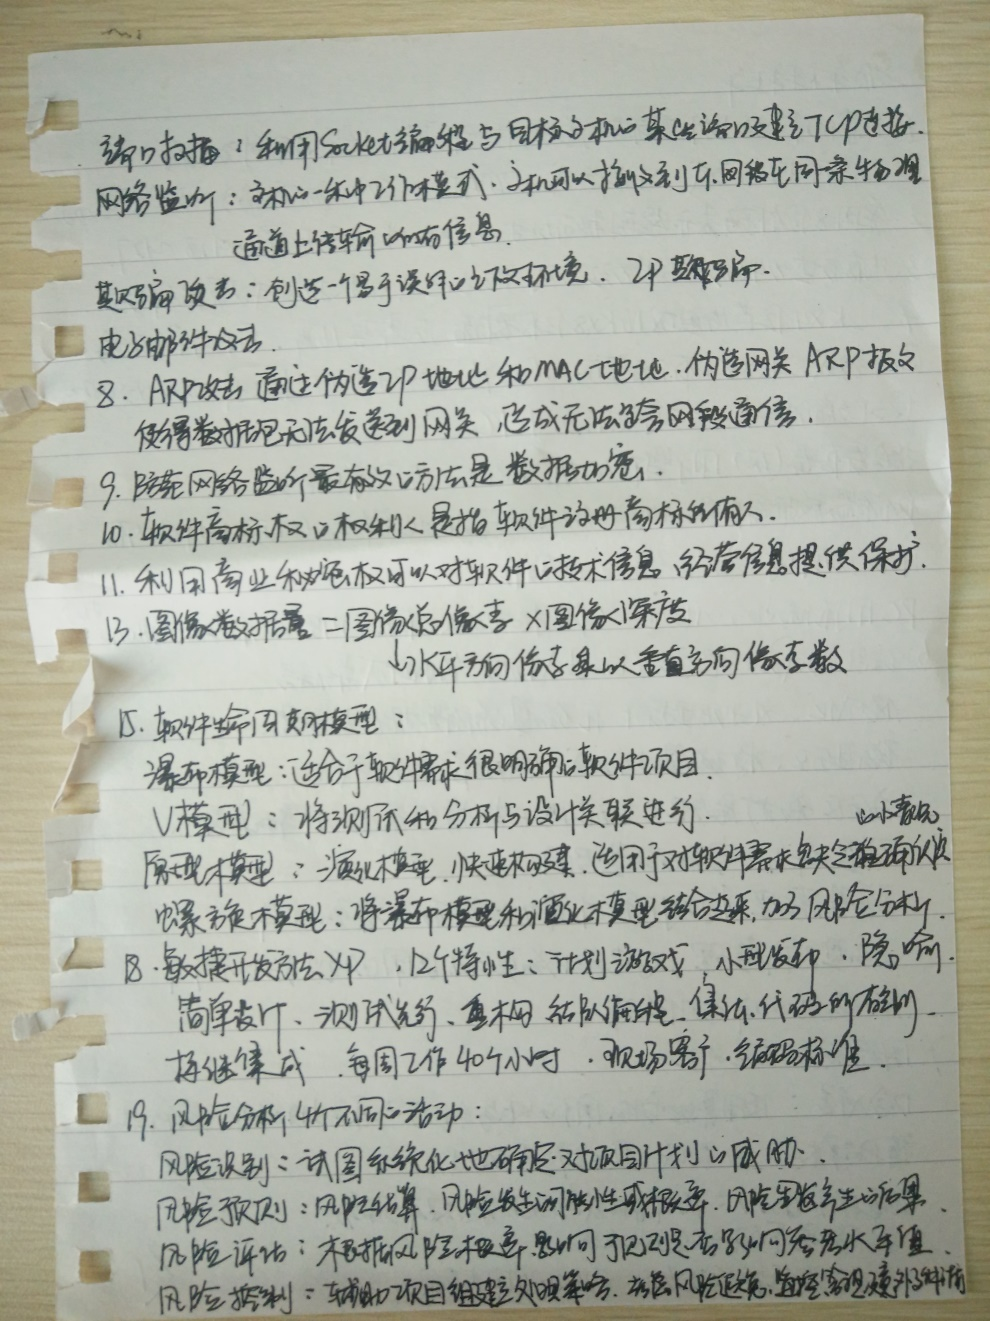 端口扫描：利用Socket编程与目标主机的某些端口建立TCP连接.
网络监听：主机的一种工作模式.主机可以接收到本网段在同一条物理
通道上传输的所有信息.
欺骗攻击：创造一个易于误解的上下文环境. IP欺骗.
电子邮件攻击.
8. ARP攻击 通过伪造IP地址和MAC地址.伪造网关ARP报文
使得数据包无法发送到网关,造成无法跨网段通信.
9. 防范网络监听最有效的方法是数据加密.
10. 软件商标权的权利人是指软件注册商标所有人.
11. 利用商业秘密权可以对软件的技术信息、经营信息提供保护.
13.图像数据量=图像总像素×图像深度
↓水平方向像素乘以垂直方向像素数
15. 软件生命周期模型：
瀑布模型：适合于软件需求很明确的软件项目.
V模型：将测试和分析与设计关联进行.
原型模型：演化模型.快速构建.适用于对软件需求缺乏准确认识
螺旋模型：将瀑布模型和演化模型结合起来,加了风险分析.
18. 敏捷开发方法XP .12个特性：计划游戏、小型发布、隐喻.
简单设计、测试先行、重构、结队编程、集体代码所有制.
持续集成 每周工作40个小时 .现场客户.编码标准.
19. 风险分析4个不同的活动：
风险识别：试图系统化地确定对项目计划的威胁.
风险预测：风险估算.风险发生的可能性或概率.风险产生的后果.
风险评估：根据风险概率影响预测是否影响参考水平值.
风险控制：辅助项目组建立处理策略.